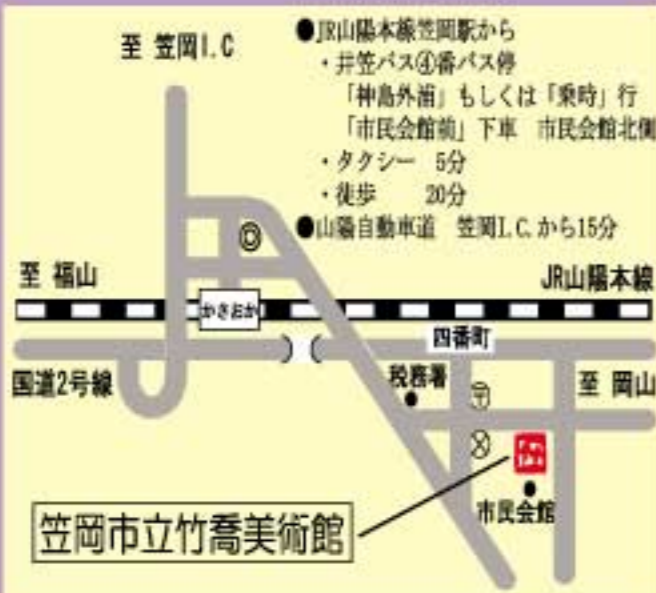 至 笠岡I.C
●JR山陽本線笠岡駅から
・井笠バス④番バス停
「神島外浦」もしくは「乗時」行
「市民会館前」下車 市民会館北側
・タクシー 5分
・徒歩 20分
●山陽自動車道 笠岡I.C.から15分
至 福山
JR山陽本線
かさおか
四番町
国道2号線
税務署
至 岡山
市民会館
笠岡市立竹喬美術館